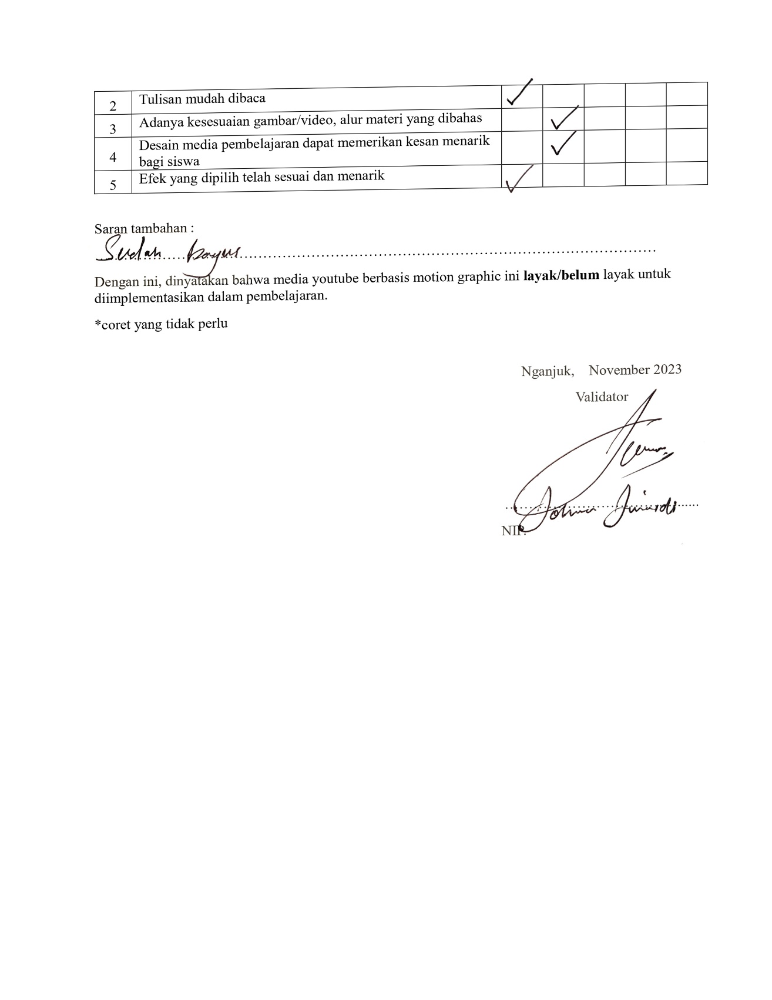 2 Tulisan mudah dibaca ✓
3 Adanya kesesuaian gambar/video, alur materi yang dibahas ✓
4 Desain media pembelajaran dapat memerikan kesan menarik
bagi siswa ✓
5 Efek yang dipilih telah sesuai dan menarik ✓
Saran tambahan :
Sudah bagus
Dengan ini, dinyatakan bahwa media youtube berbasis motion graphic ini layak/belum layak untuk
diimplementasikan dalam pembelajaran.
*coret yang tidak perlu
Nganjuk, November 2023
Validator
NIP.